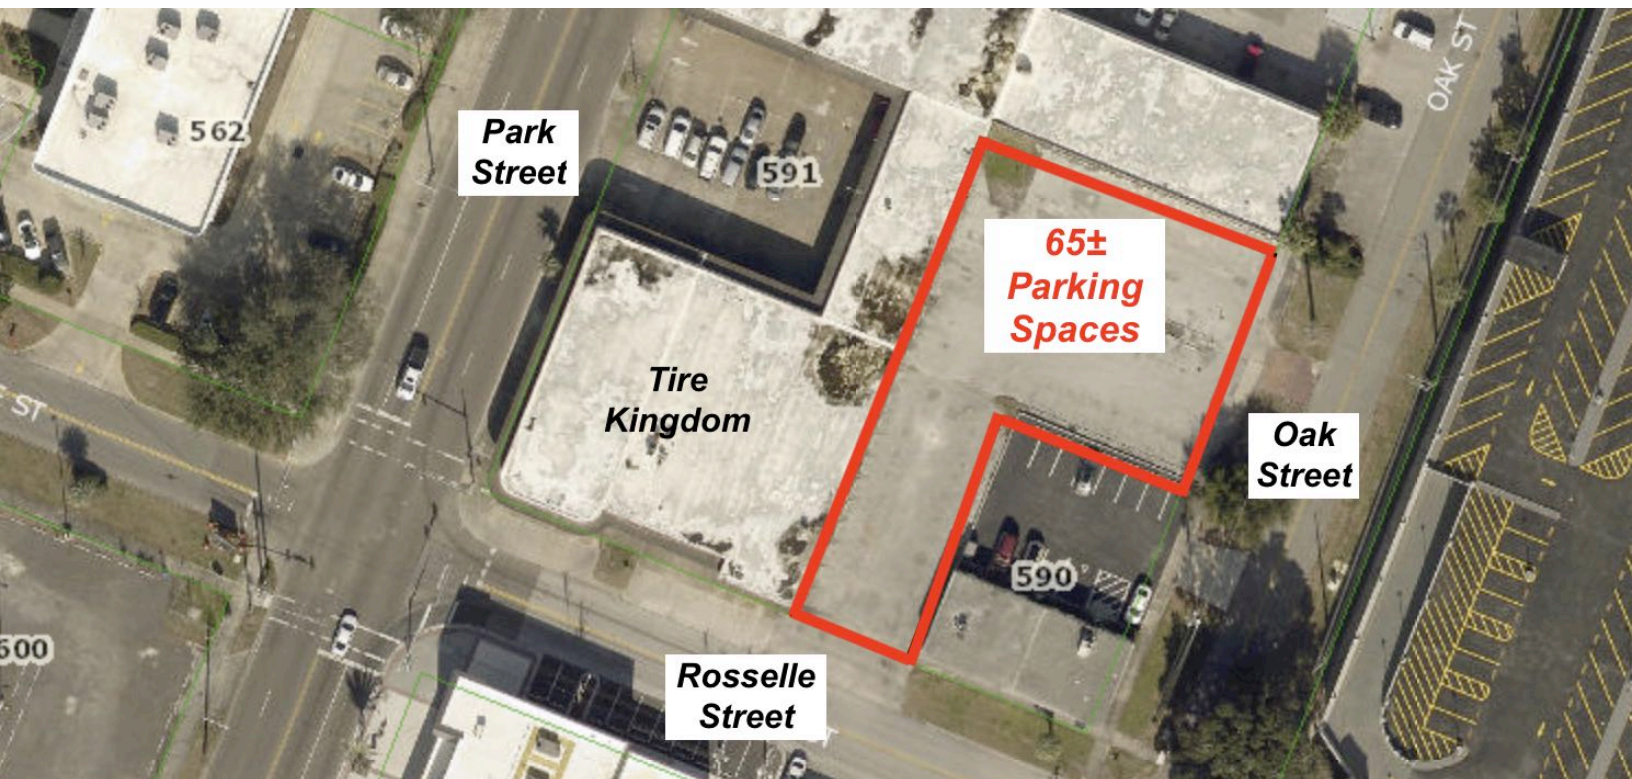 562
Park
Street
591
OAK ST
65±
Parking
Spaces
Tire
Kingdom
ST
Oak
Street
590
600
Rosselle
Street